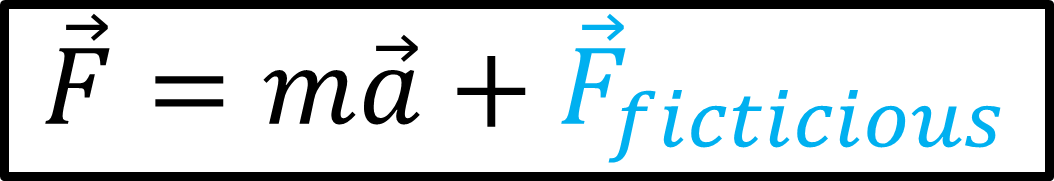 F⃗ = ma⃗ + F⃗ficticious